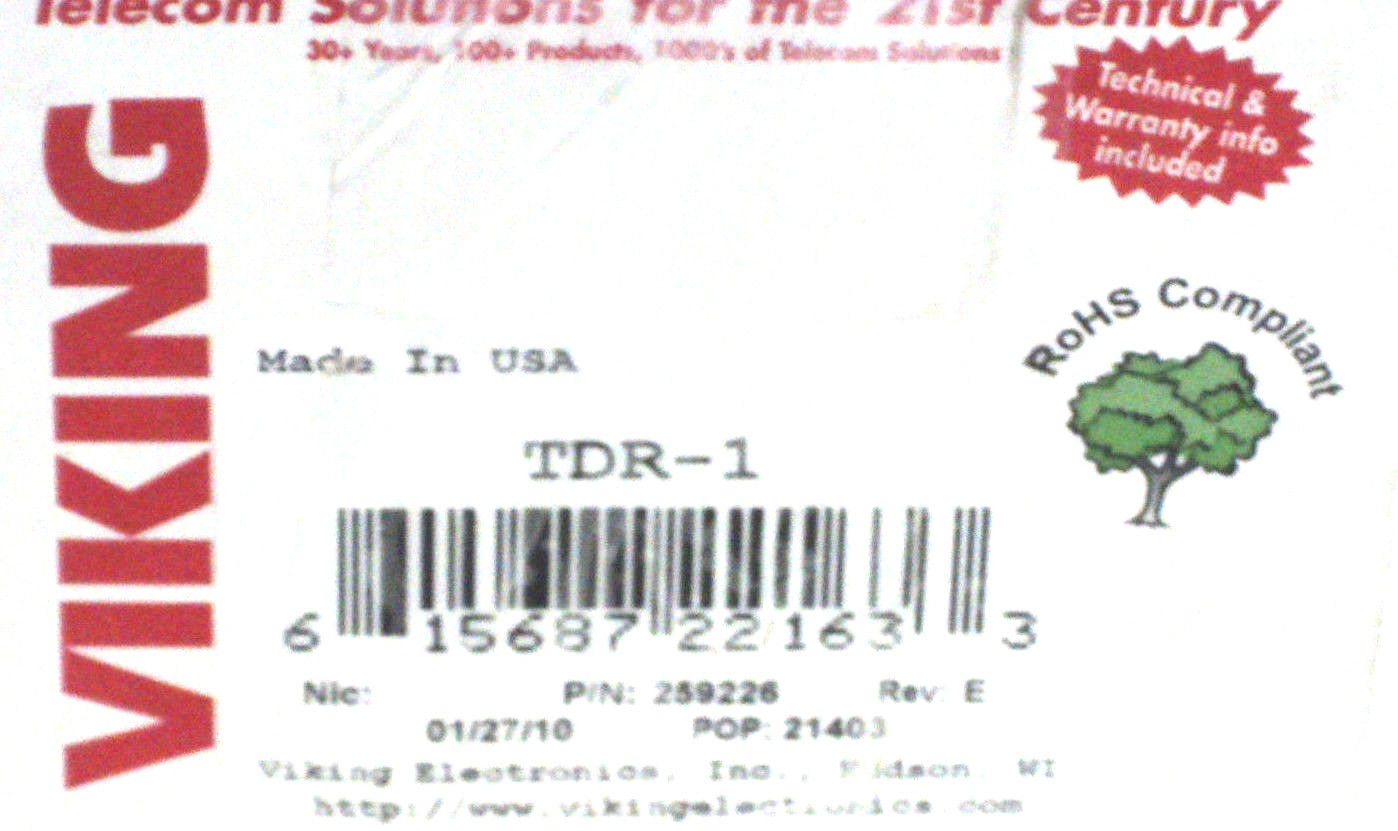 Telecom Solutions for the 21st Century
30+ Years, 100+ Products, 1000's of Telecom Solutions
Technical &
Warranty info
included
VIKING
RoHS Compliant
Made In USA
TDR-1
6 15687 22163 3
Nic: P/N: 259226 Rev: E
01/27/10 POP: 21403
Viking Electronics, Inc., Hudson, WI
http://www.vikingelectronics.com